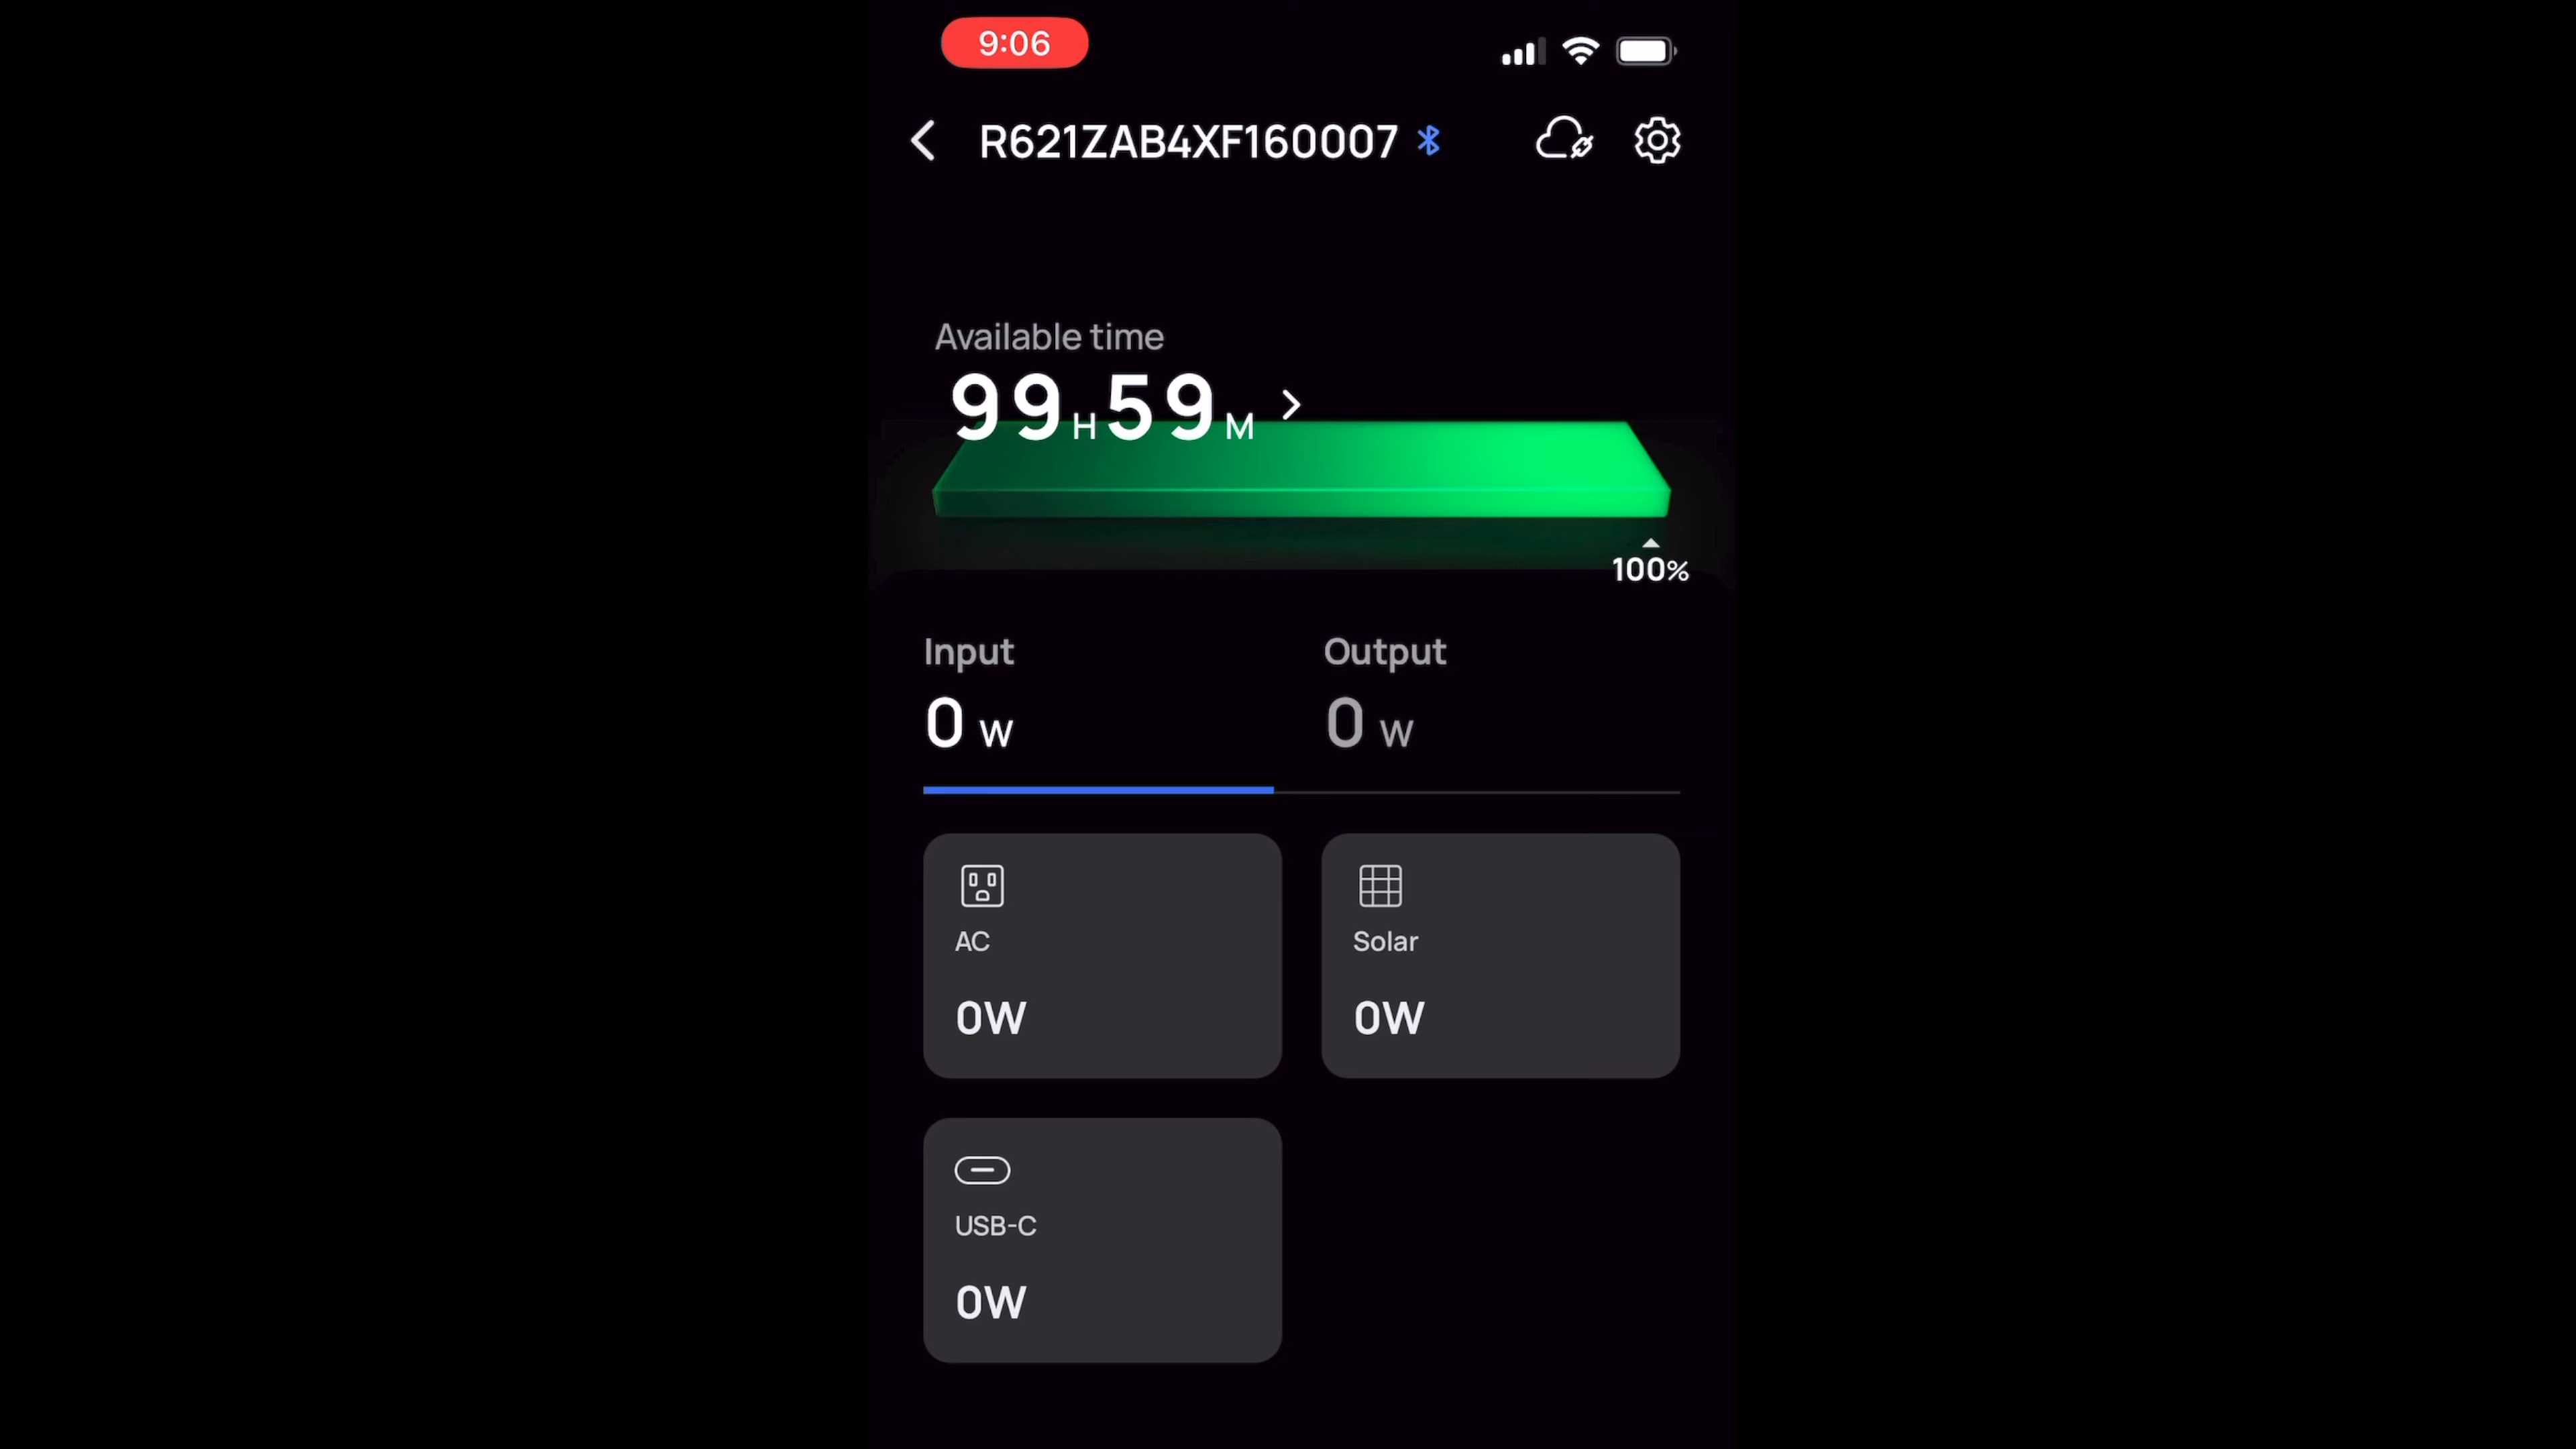 9:06
R621ZAB4XF160007
Available time
99H59M
100%
Input
Output
0 W
0 W
AC
Solar
0W
0W
USB-C
0W